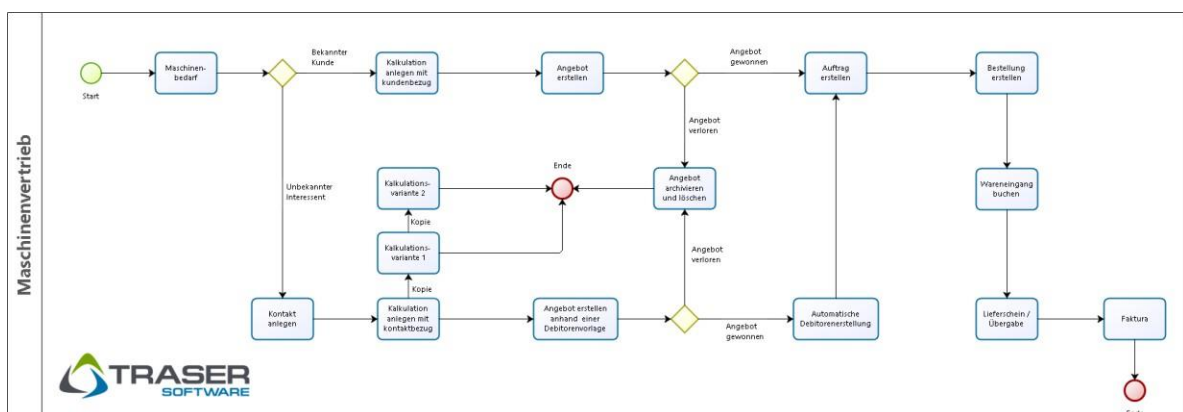 Maschinenvertrieb
Start
Maschinen-
bedarf
Bekannter
Kunde
Kalkulation
anlegen mit
kundenbezug
Angebot
erstellen
Angebot
gewonnen
Auftrag
erstellen
Bestellung
erstellen
Angebot
verloren
Unbekannter
Interessent
Kalkulations-
variante 2
Ende
Angebot
archivieren
und löschen
Wareneingang
buchen
Kopie
Kalkulations-
variante 1
Angebot
verloren
Kopie
Kontakt
anlegen
Kalkulation
anlegen mit
kontaktbezug
Angebot erstellen
anhand einer
Debitorenvorlage
Angebot
gewonnen
Automatische
Debitorenerstellung
Lieferschein /
Übergabe
Faktura
TRASER
SOFTWARE